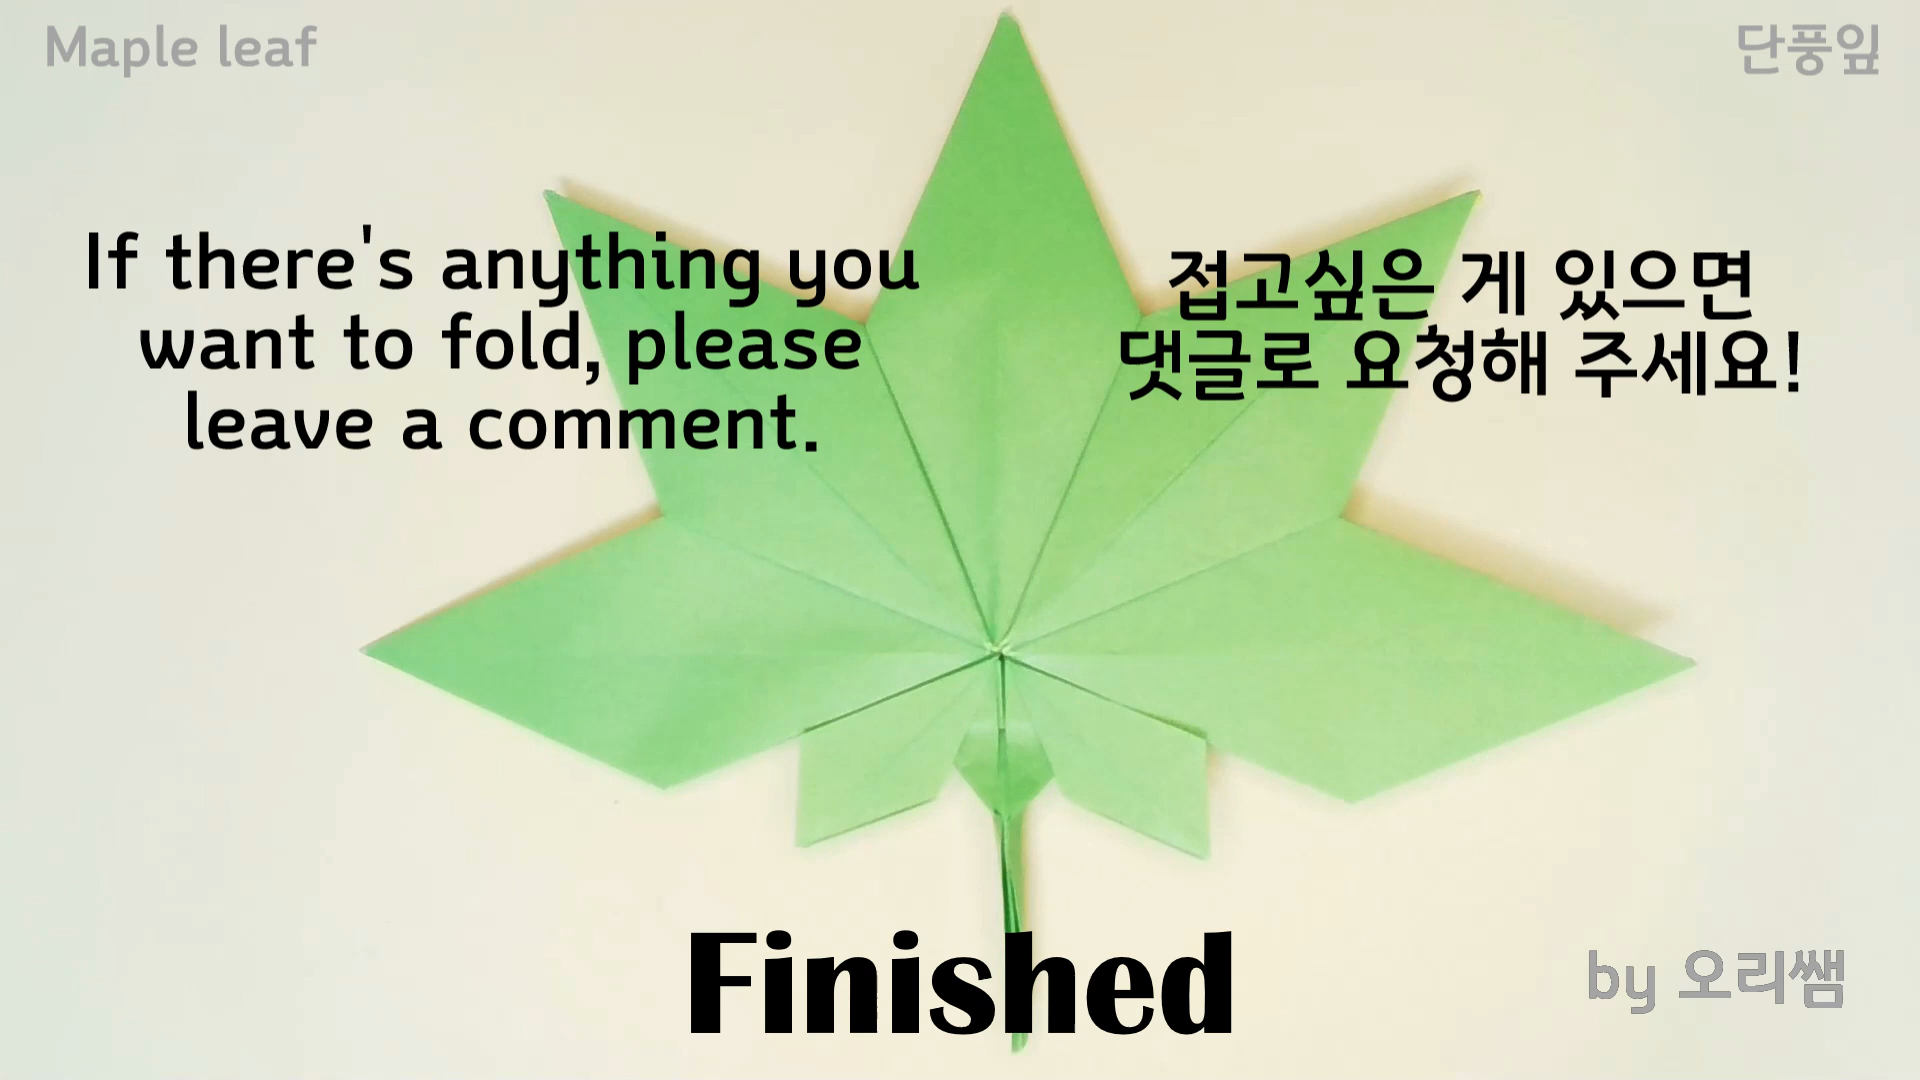 Maple leaf
단풍잎
If there's anything you
want to fold, please
leave a comment.
접고싶은 게 있으면
댓글로 요청해 주세요!
Finished
by 오리쌤